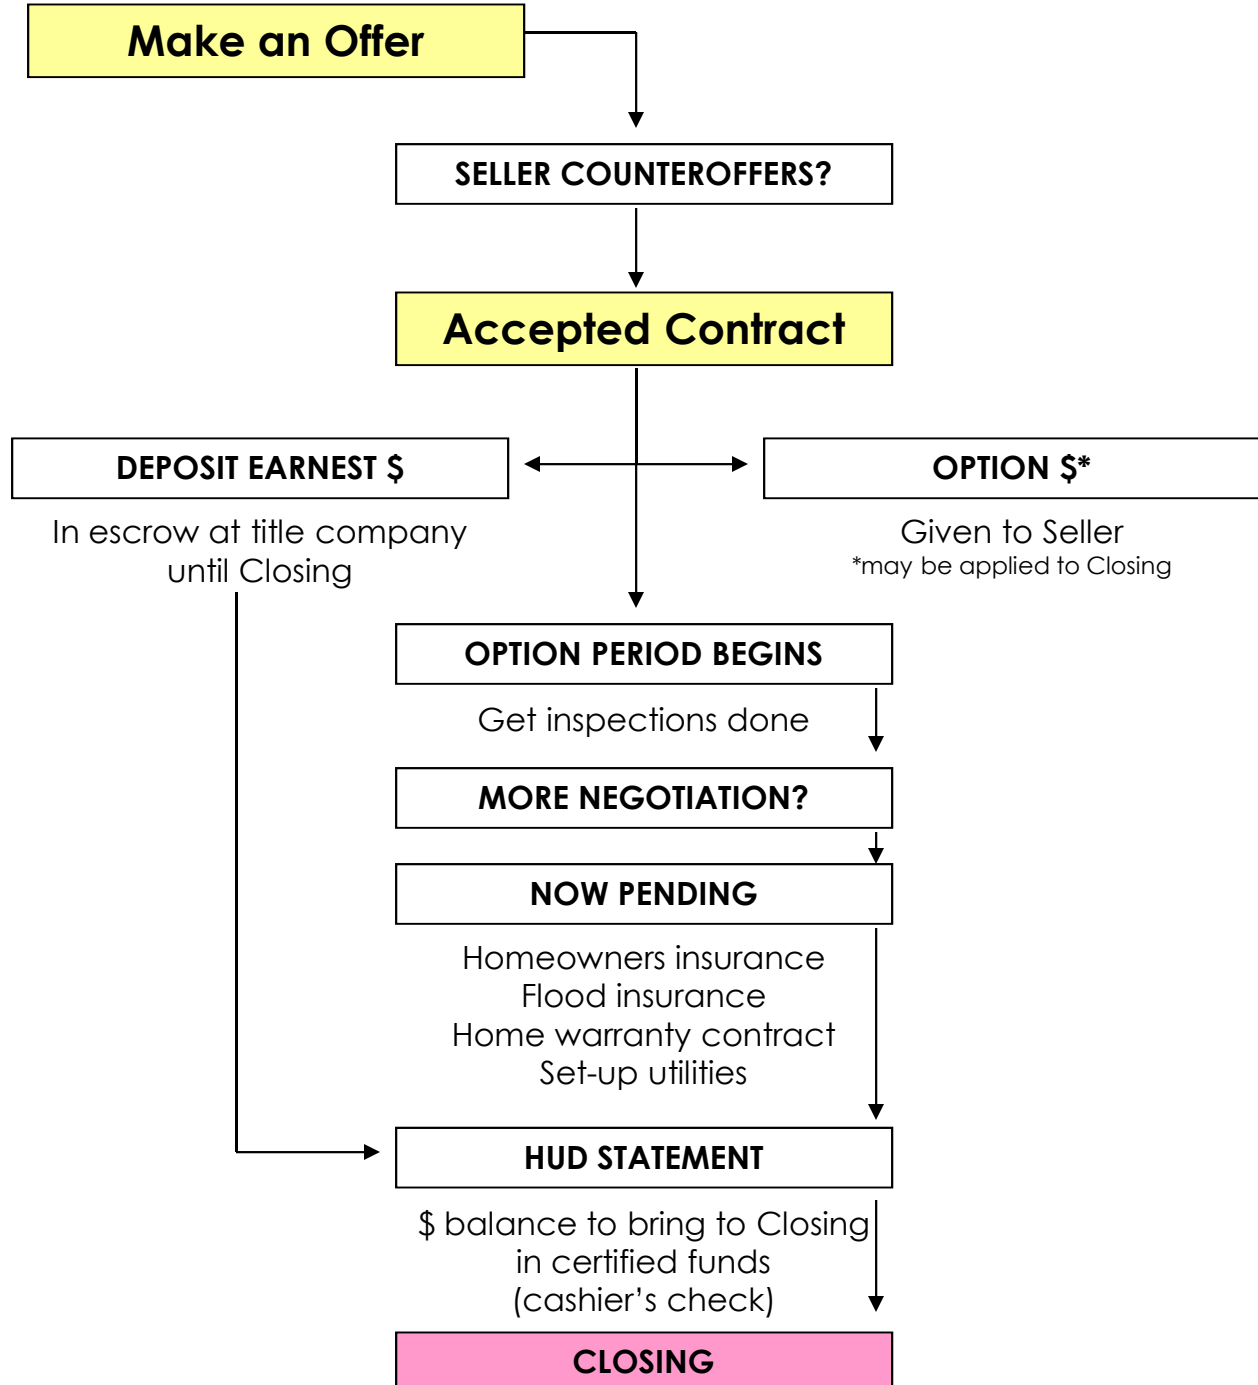 Make an Offer
SELLER COUNTEROFFERS?
Accepted Contract
DEPOSIT EARNEST $
In escrow at title company
until Closing
OPTION $*
Given to Seller
*may be applied to Closing
OPTION PERIOD BEGINS
Get inspections done
MORE NEGOTIATION?
NOW PENDING
Homeowners insurance
Flood insurance
Home warranty contract
Set-up utilities
HUD STATEMENT
$ balance to bring to Closing
in certified funds
(cashier’s check)
CLOSING